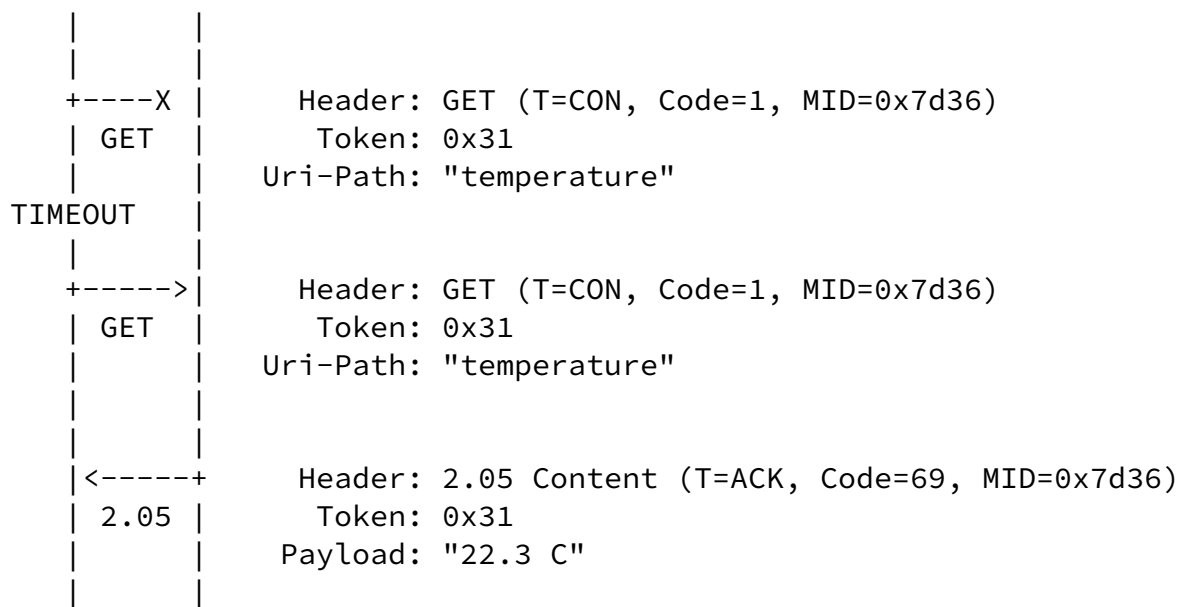 Header: GET (T=CON, Code=1, MID=0x7d36)
GET Token: 0x31
Uri-Path: "temperature"
TIMEOUT
Header: GET (T=CON, Code=1, MID=0x7d36)
GET Token: 0x31
Uri-Path: "temperature"
Header: 2.05 Content (T=ACK, Code=69, MID=0x7d36)
2.05 Token: 0x31
Payload: "22.3 C"